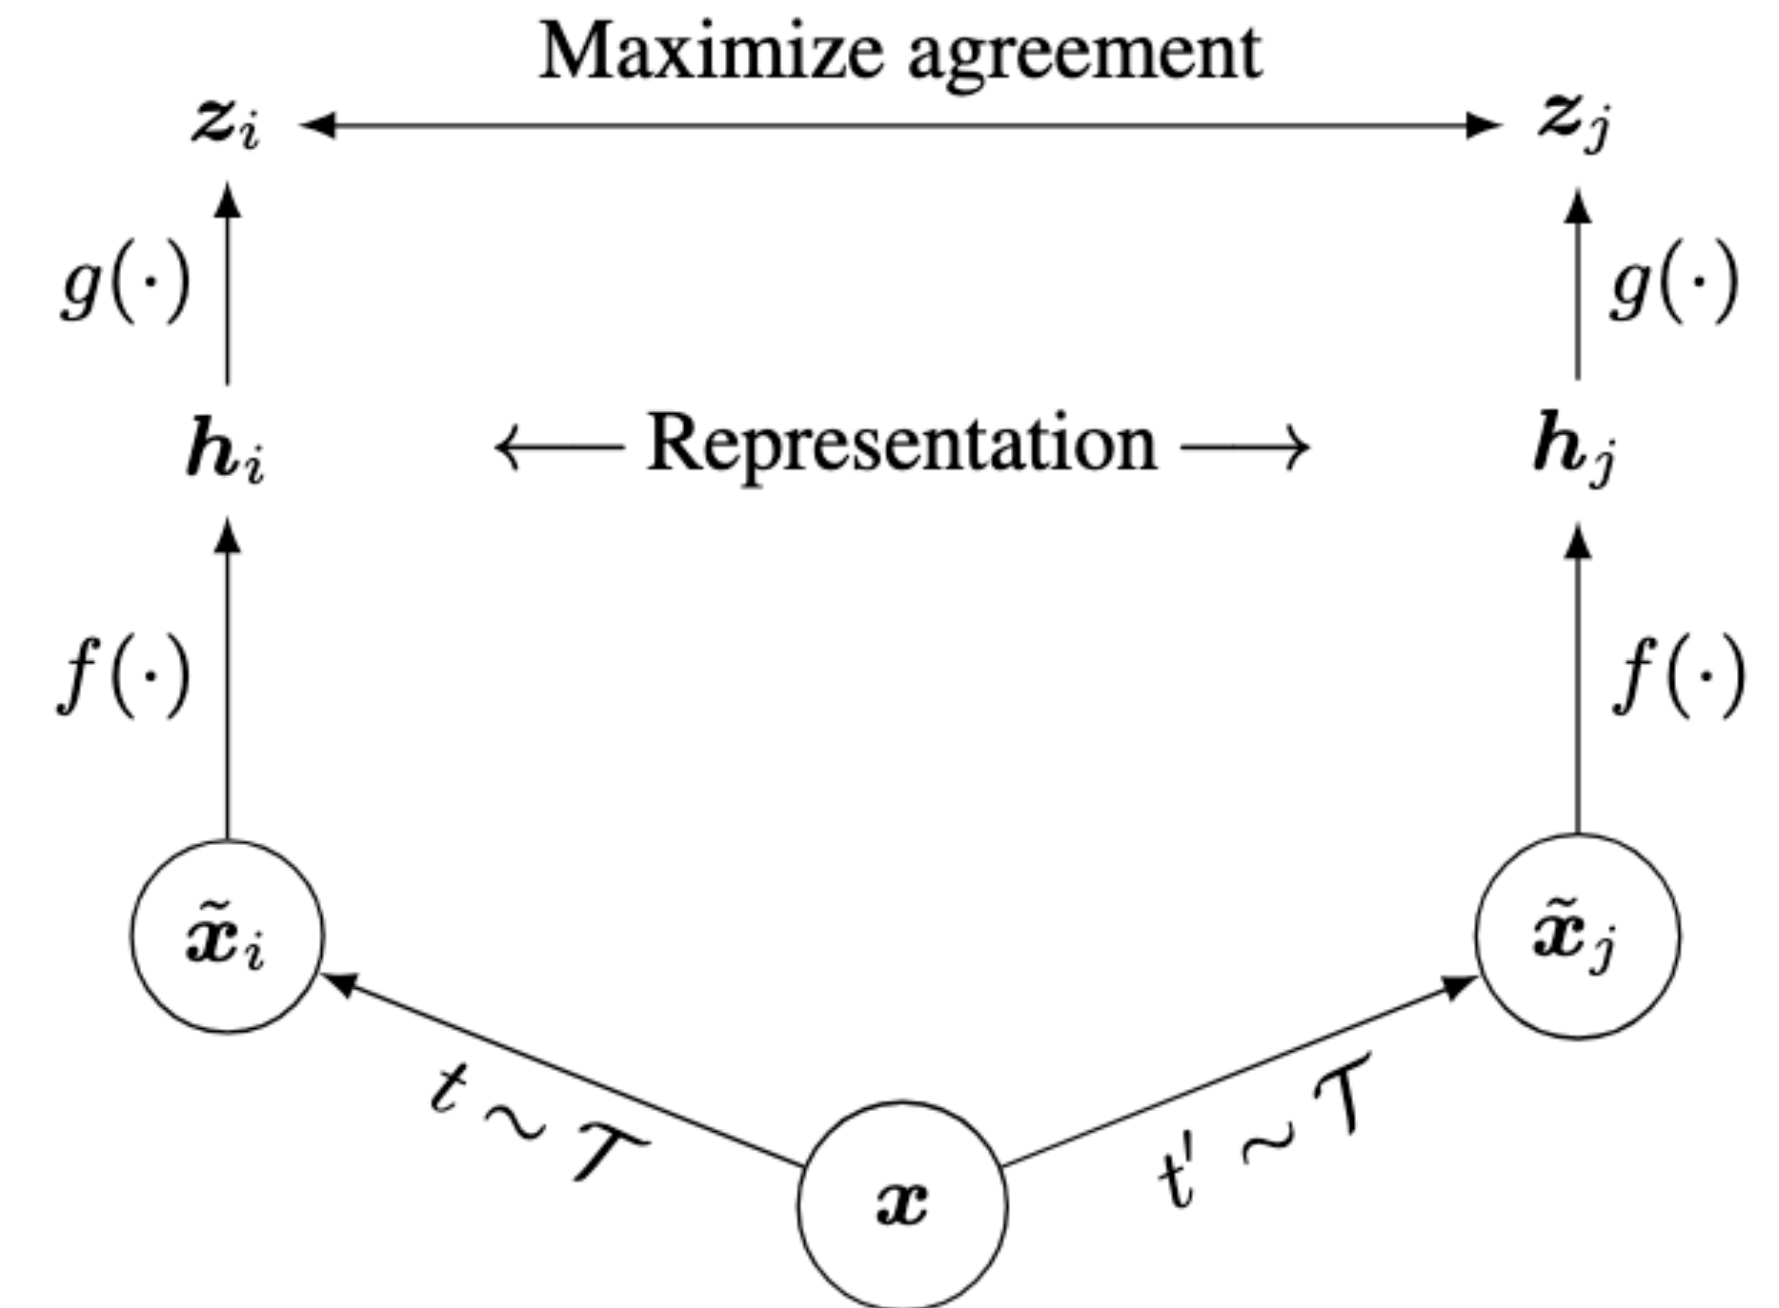 Maximize agreement
z_i z_j
g(·) g(·)
h_i ← Representation → h_j
f(·) f(·)
x̃_i x̃_j
t ~ 𝒯 t' ~ 𝒯
x